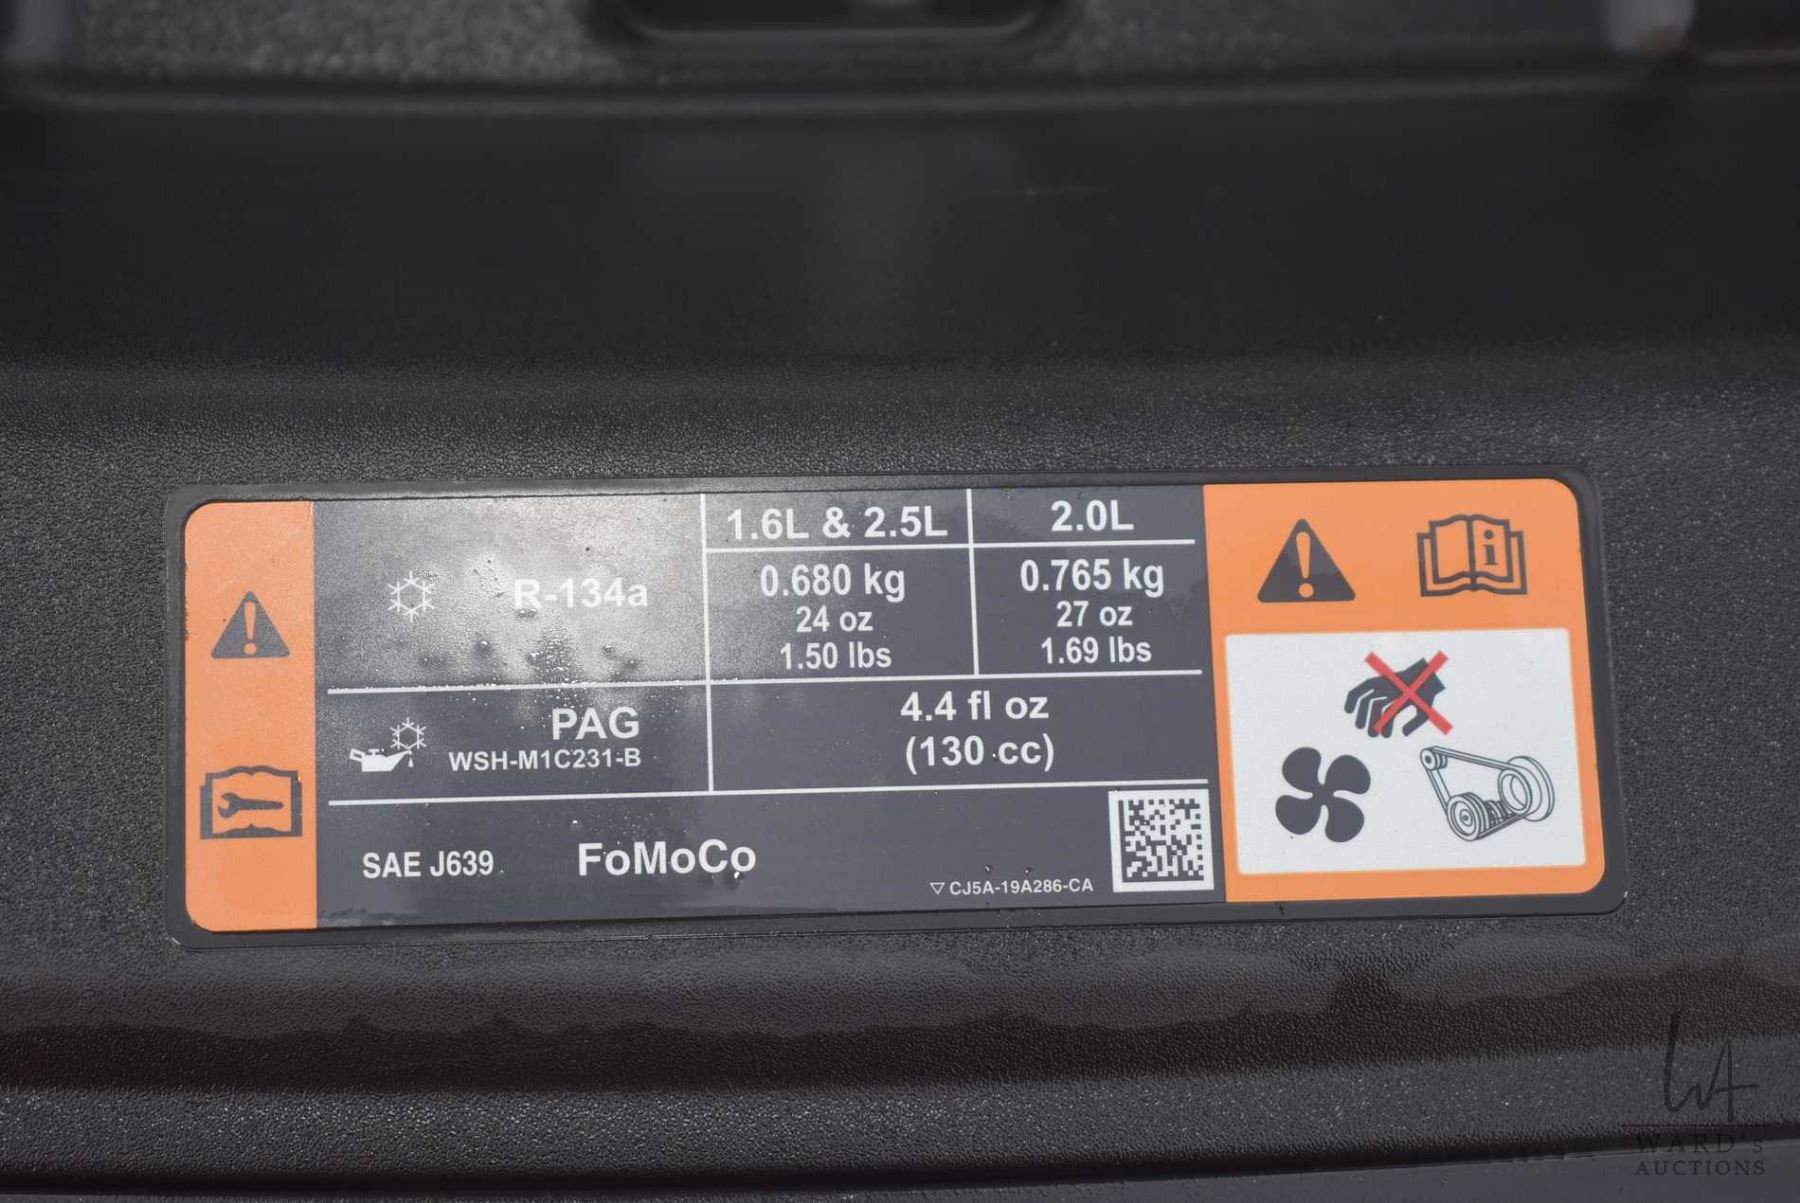 1.6L & 2.5L 2.0L
R-134a 0.680 kg 0.765 kg
24 oz 27 oz
1.50 lbs 1.69 lbs
PAG 4.4 fl oz
WSH-M1C231-B (130 cc)
SAE J639 FoMoCo
▽ CJ5A-19A286-CA
WA
WARD's
AUCTIONS